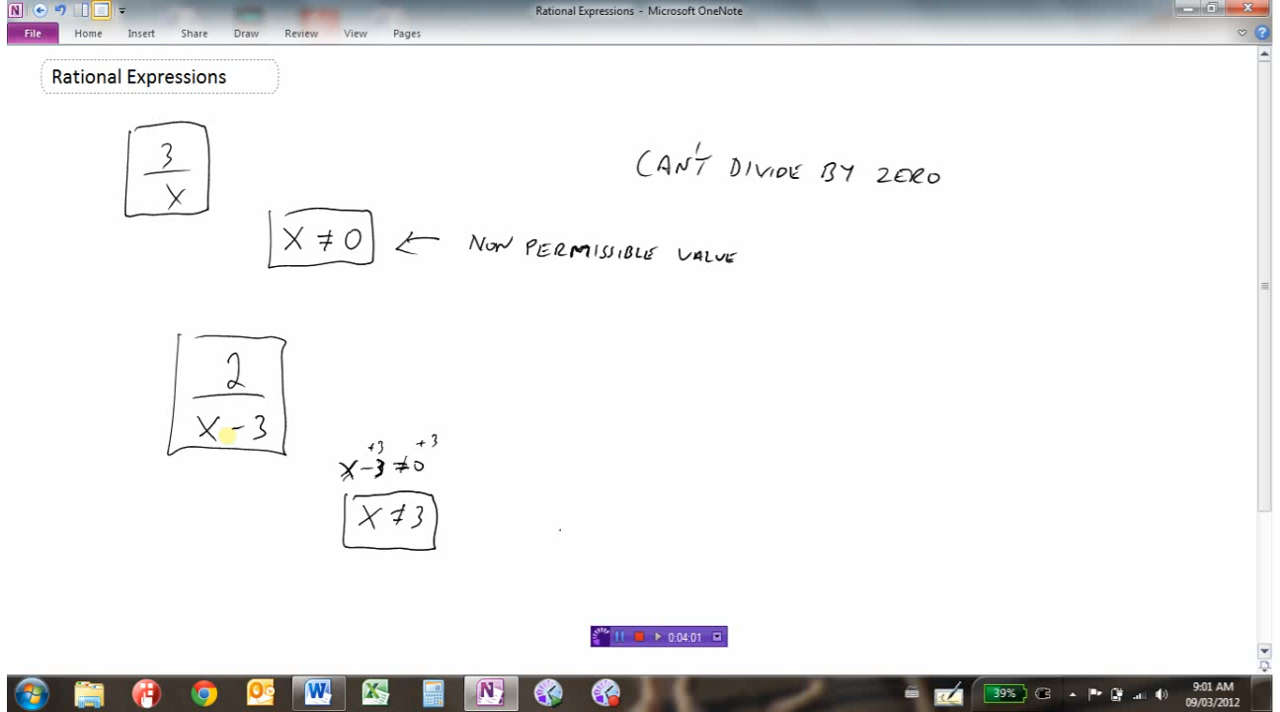 Rational Expressions - Microsoft OneNote
File Home Insert Share Draw Review View Pages
Rational Expressions
3
x
CAN'T DIVIDE BY ZERO
X ≠ 0 ← NON PERMISSIBLE VALUE
2
x - 3
+3 +3
x - 3 ≠ 0
X ≠ 3
0:04:01
39%
9:01 AM
09/03/2012